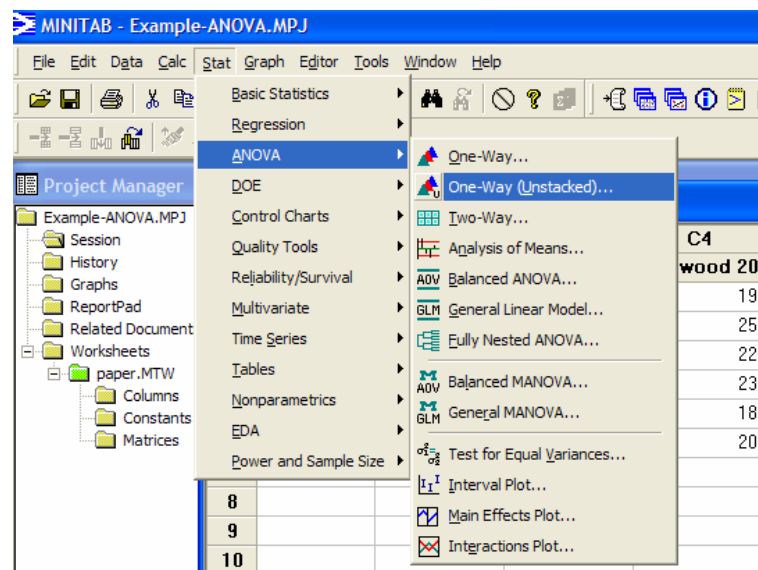 MINITAB - Example-ANOVA.MPJ
File Edit Data Calc Stat Graph Editor Tools Window Help
Project Manager
Example-ANOVA.MPJ
Session
History
Graphs
ReportPad
Related Document
Worksheets
paper.MTW
Columns
Constants
Matrices
Basic Statistics
Regression
ANOVA
DOE
Control Charts
Quality Tools
Reliability/Survival
Multivariate
Time Series
Tables
Nonparametrics
EDA
Power and Sample Size
One-Way...
One-Way (Unstacked)...
Two-Way...
Analysis of Means...
AOV Balanced ANOVA...
GLM General Linear Model...
Fully Nested ANOVA...
M AOV Balanced MANOVA...
M GLM General MANOVA...
Test for Equal Variances...
Interval Plot...
Main Effects Plot...
Interactions Plot...
C4
wood 20
19
25
22
23
18
20
8
9
10